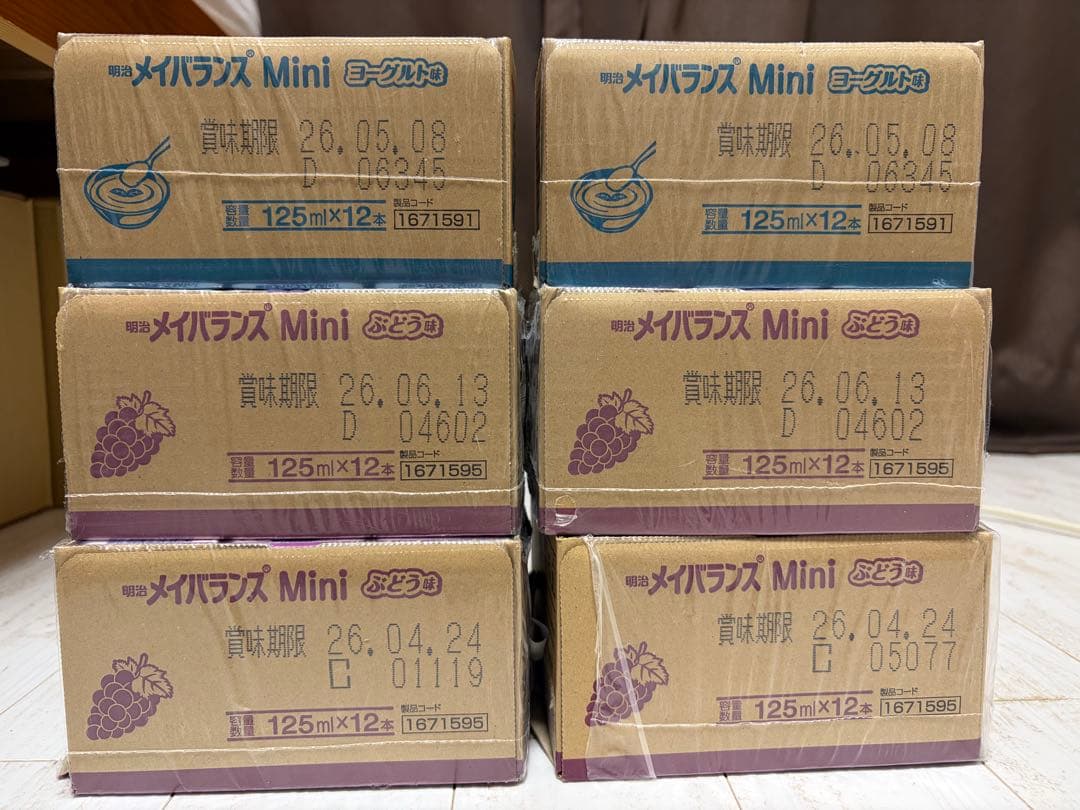 明治 メイバランス® Mini ヨーグルト味
賞味期限 26.05.08
D 06345
容量 数量 125ml×12本 製品コード 1671591
明治 メイバランス® Mini ヨーグルト味
賞味期限 26.05.08
D 06345
容量 数量 125ml×12本 製品コード 1671591
明治 メイバランス® Mini ぶどう味
賞味期限 26.06.13
D 04602
容量 数量 125ml×12本 製品コード 1671595
明治 メイバランス® Mini ぶどう味
賞味期限 26.06.13
D 04602
容量 数量 125ml×12本 製品コード 1671595
明治 メイバランス® Mini ぶどう味
賞味期限 26.04.24
C 01119
容量 数量 125ml×12本 製品コード 1671595
明治 メイバランス® Mini ぶどう味
賞味期限 26.04.24
C 05077
容量 数量 125ml×12本 製品コード 1671595